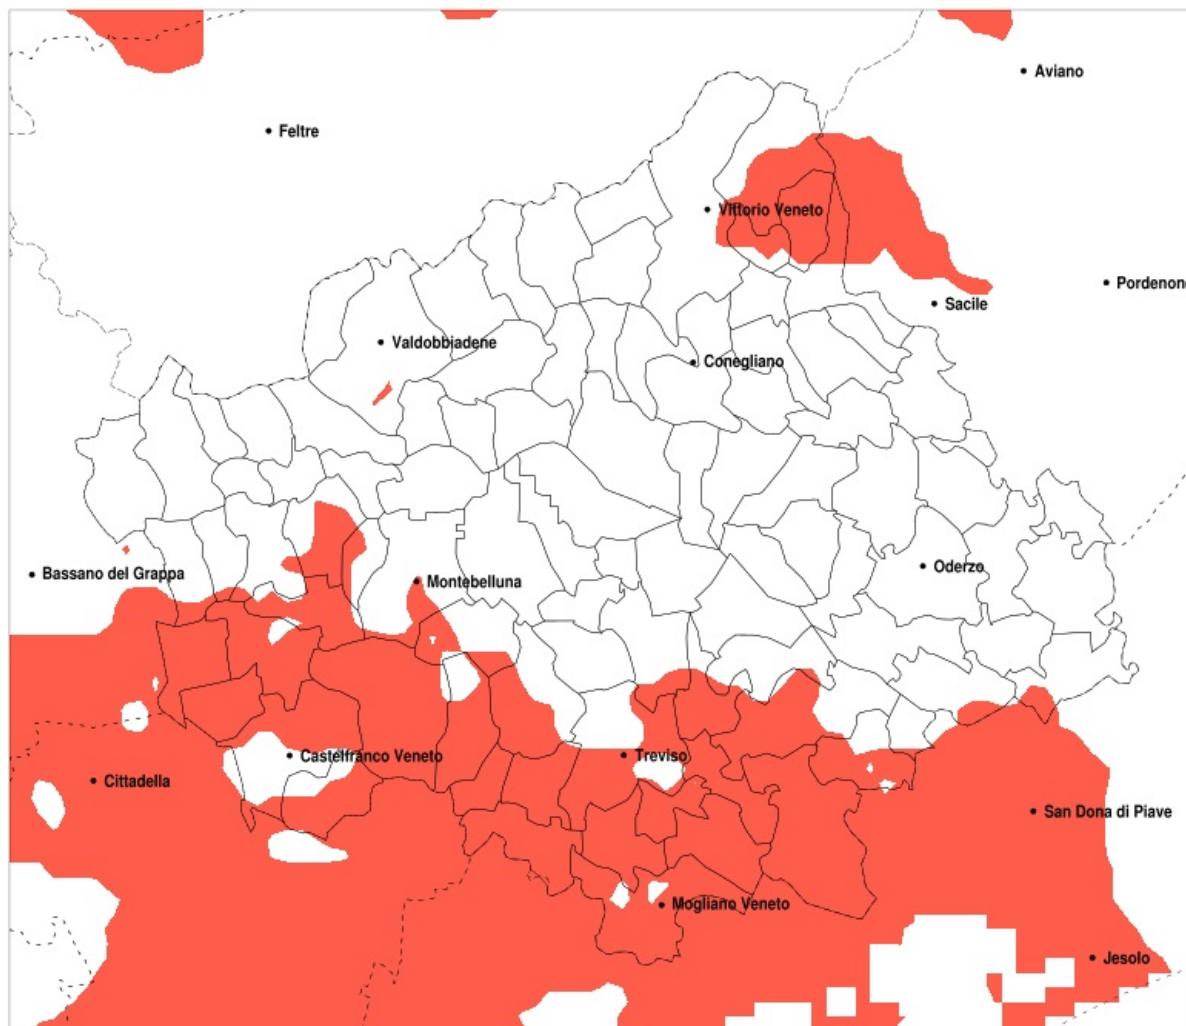 Aviano
Feltre
Vittorio Veneto
Pordenon
Sacile
Valdobbiadene
Conegliano
Oderzo
Bassano del Grappa
Montebelluna
Castelfranco Veneto
Treviso
Cittadella
San Dona di Piave
Mogliano Veneto
Jesolo